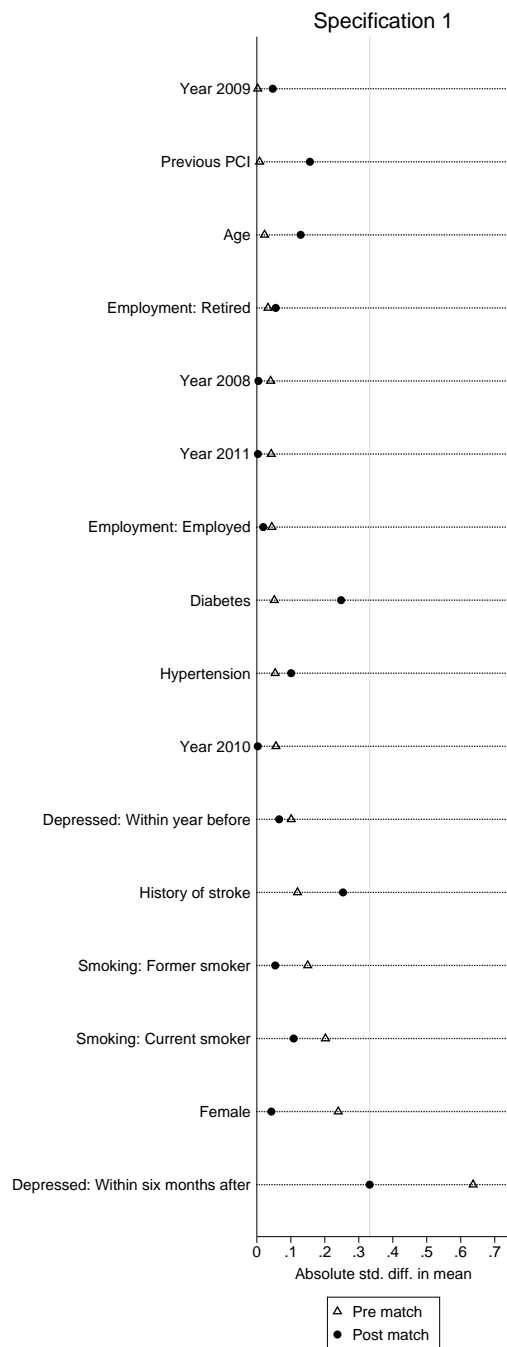 Specification 1
Year 2009
Previous PCI
Age
Employment: Retired
Year 2008
Year 2011
Employment: Employed
Diabetes
Hypertension
Year 2010
Depressed: Within year before
History of stroke
Smoking: Former smoker
Smoking: Current smoker
Female
Depressed: Within six months after
0 .1 .2 .3 .4 .5 .6 .7
Absolute std. diff. in mean
Pre match
Post match